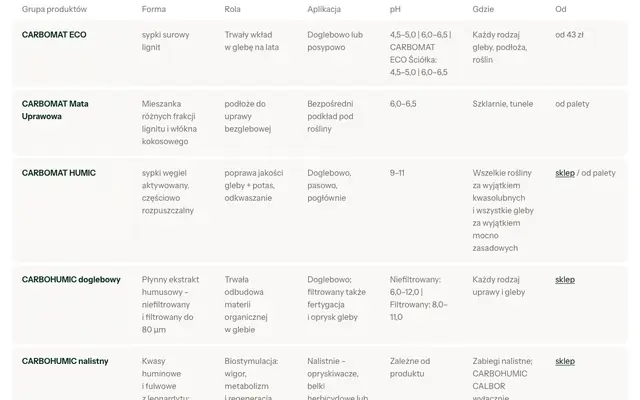 Grupa produktów Forma Rola Aplikacja pH Gdzie Od
CARBOMAT ECO
sypki surowy
lignit
Trwały wkład
w glebę na lata
Doglebowo lub
posypowo
4,5–5,0 | 6,0–6,5 |
CARBOMAT
ECO Ściółka:
4,5–5,0 | 6,0–6,5
Każdy rodzaj
gleby, podłoża,
roślin
od 43 zł
CARBOMAT Mata
Uprawowa
Mieszanka
różnych frakcji
lignitu i włókna
kokosowego
podłoże do
uprawy
bezglebowej
Bezpośredni
podkład pod
rośliny
6,0–6,5
Szklarnie, tunele
od palety
CARBOMAT HUMIC
sypki węgiel
aktywowany,
częściowo
rozpuszczalny
poprawa jakości
gleby + potas,
odkwaszanie
Doglebowo,
pasowo,
pogłównie
9–11
Wszelkie rośliny
za wyjątkiem
kwasolubnych
i wszystkie gleby
za wyjątkiem
mocno
zasadowych
sklep / od palety
CARBOHUMIC doglebowy
Płynny ekstrakt
humusowy –
niefiltrowany
i filtrowany do
80 µm
Trwała
odbudowa
materii
organicznej
w glebie
Doglebowo;
filtrowany także
fertygacja
i oprysk gleby
Niefiltrowany:
6,0–12,0 |
Filtrowany: 8,0–
11,0
Każdy rodzaj
uprawy i gleby
sklep
CARBOHUMIC nalistny
Kwasy
huminowe
i fulwowe
z leonardytu;
Biostymulacja:
wigor,
metabolizm
i regeneracja
Nalistnie –
opryskiwacze,
belki
herbicydowe lub
Zależne od
produktu
Zabiegi nalistne;
CARBOHUMIC
CALBOR
wyłącznie
sklep